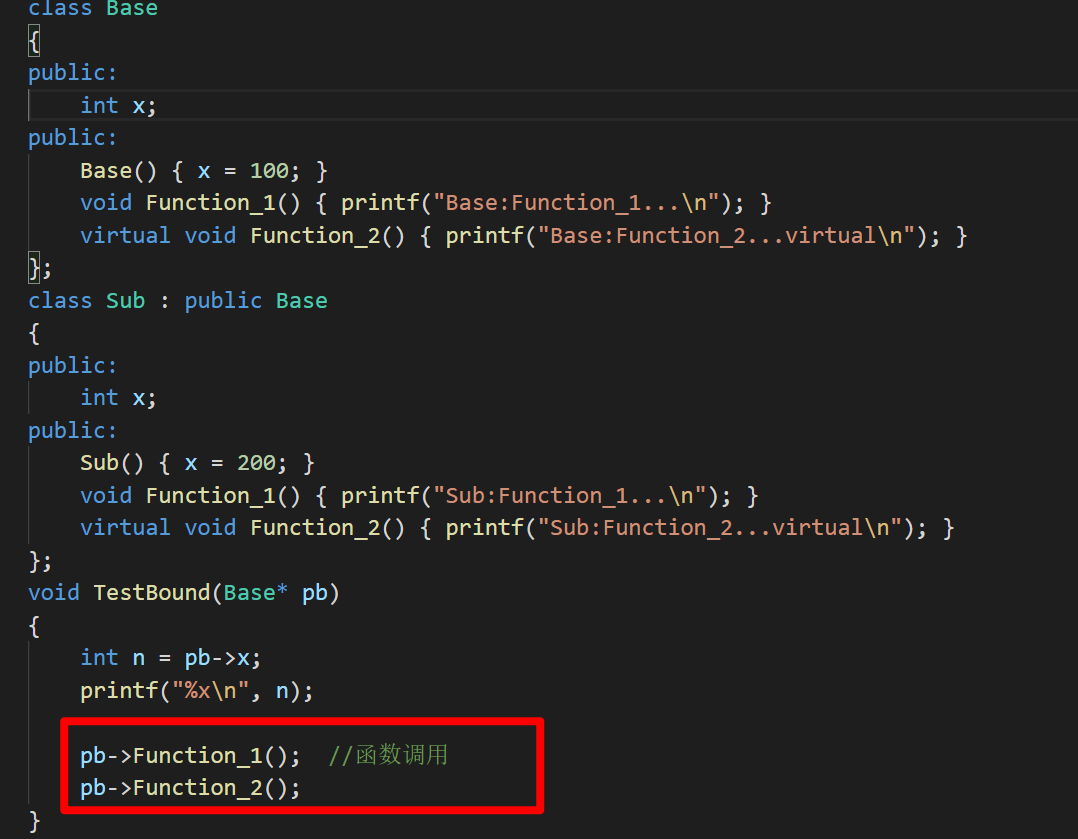 class Base
{
public:
    int x;
public:
    Base() { x = 100; }
    void Function_1() { printf("Base:Function_1...\n"); }
    virtual void Function_2() { printf("Base:Function_2...virtual\n"); }
};
class Sub : public Base
{
public:
    int x;
public:
    Sub() { x = 200; }
    void Function_1() { printf("Sub:Function_1...\n"); }
    virtual void Function_2() { printf("Sub:Function_2...virtual\n"); }
};
void TestBound(Base* pb)
{
    int n = pb->x;
    printf("%x\n", n);
    pb->Function_1();  //函数调用
    pb->Function_2();
}